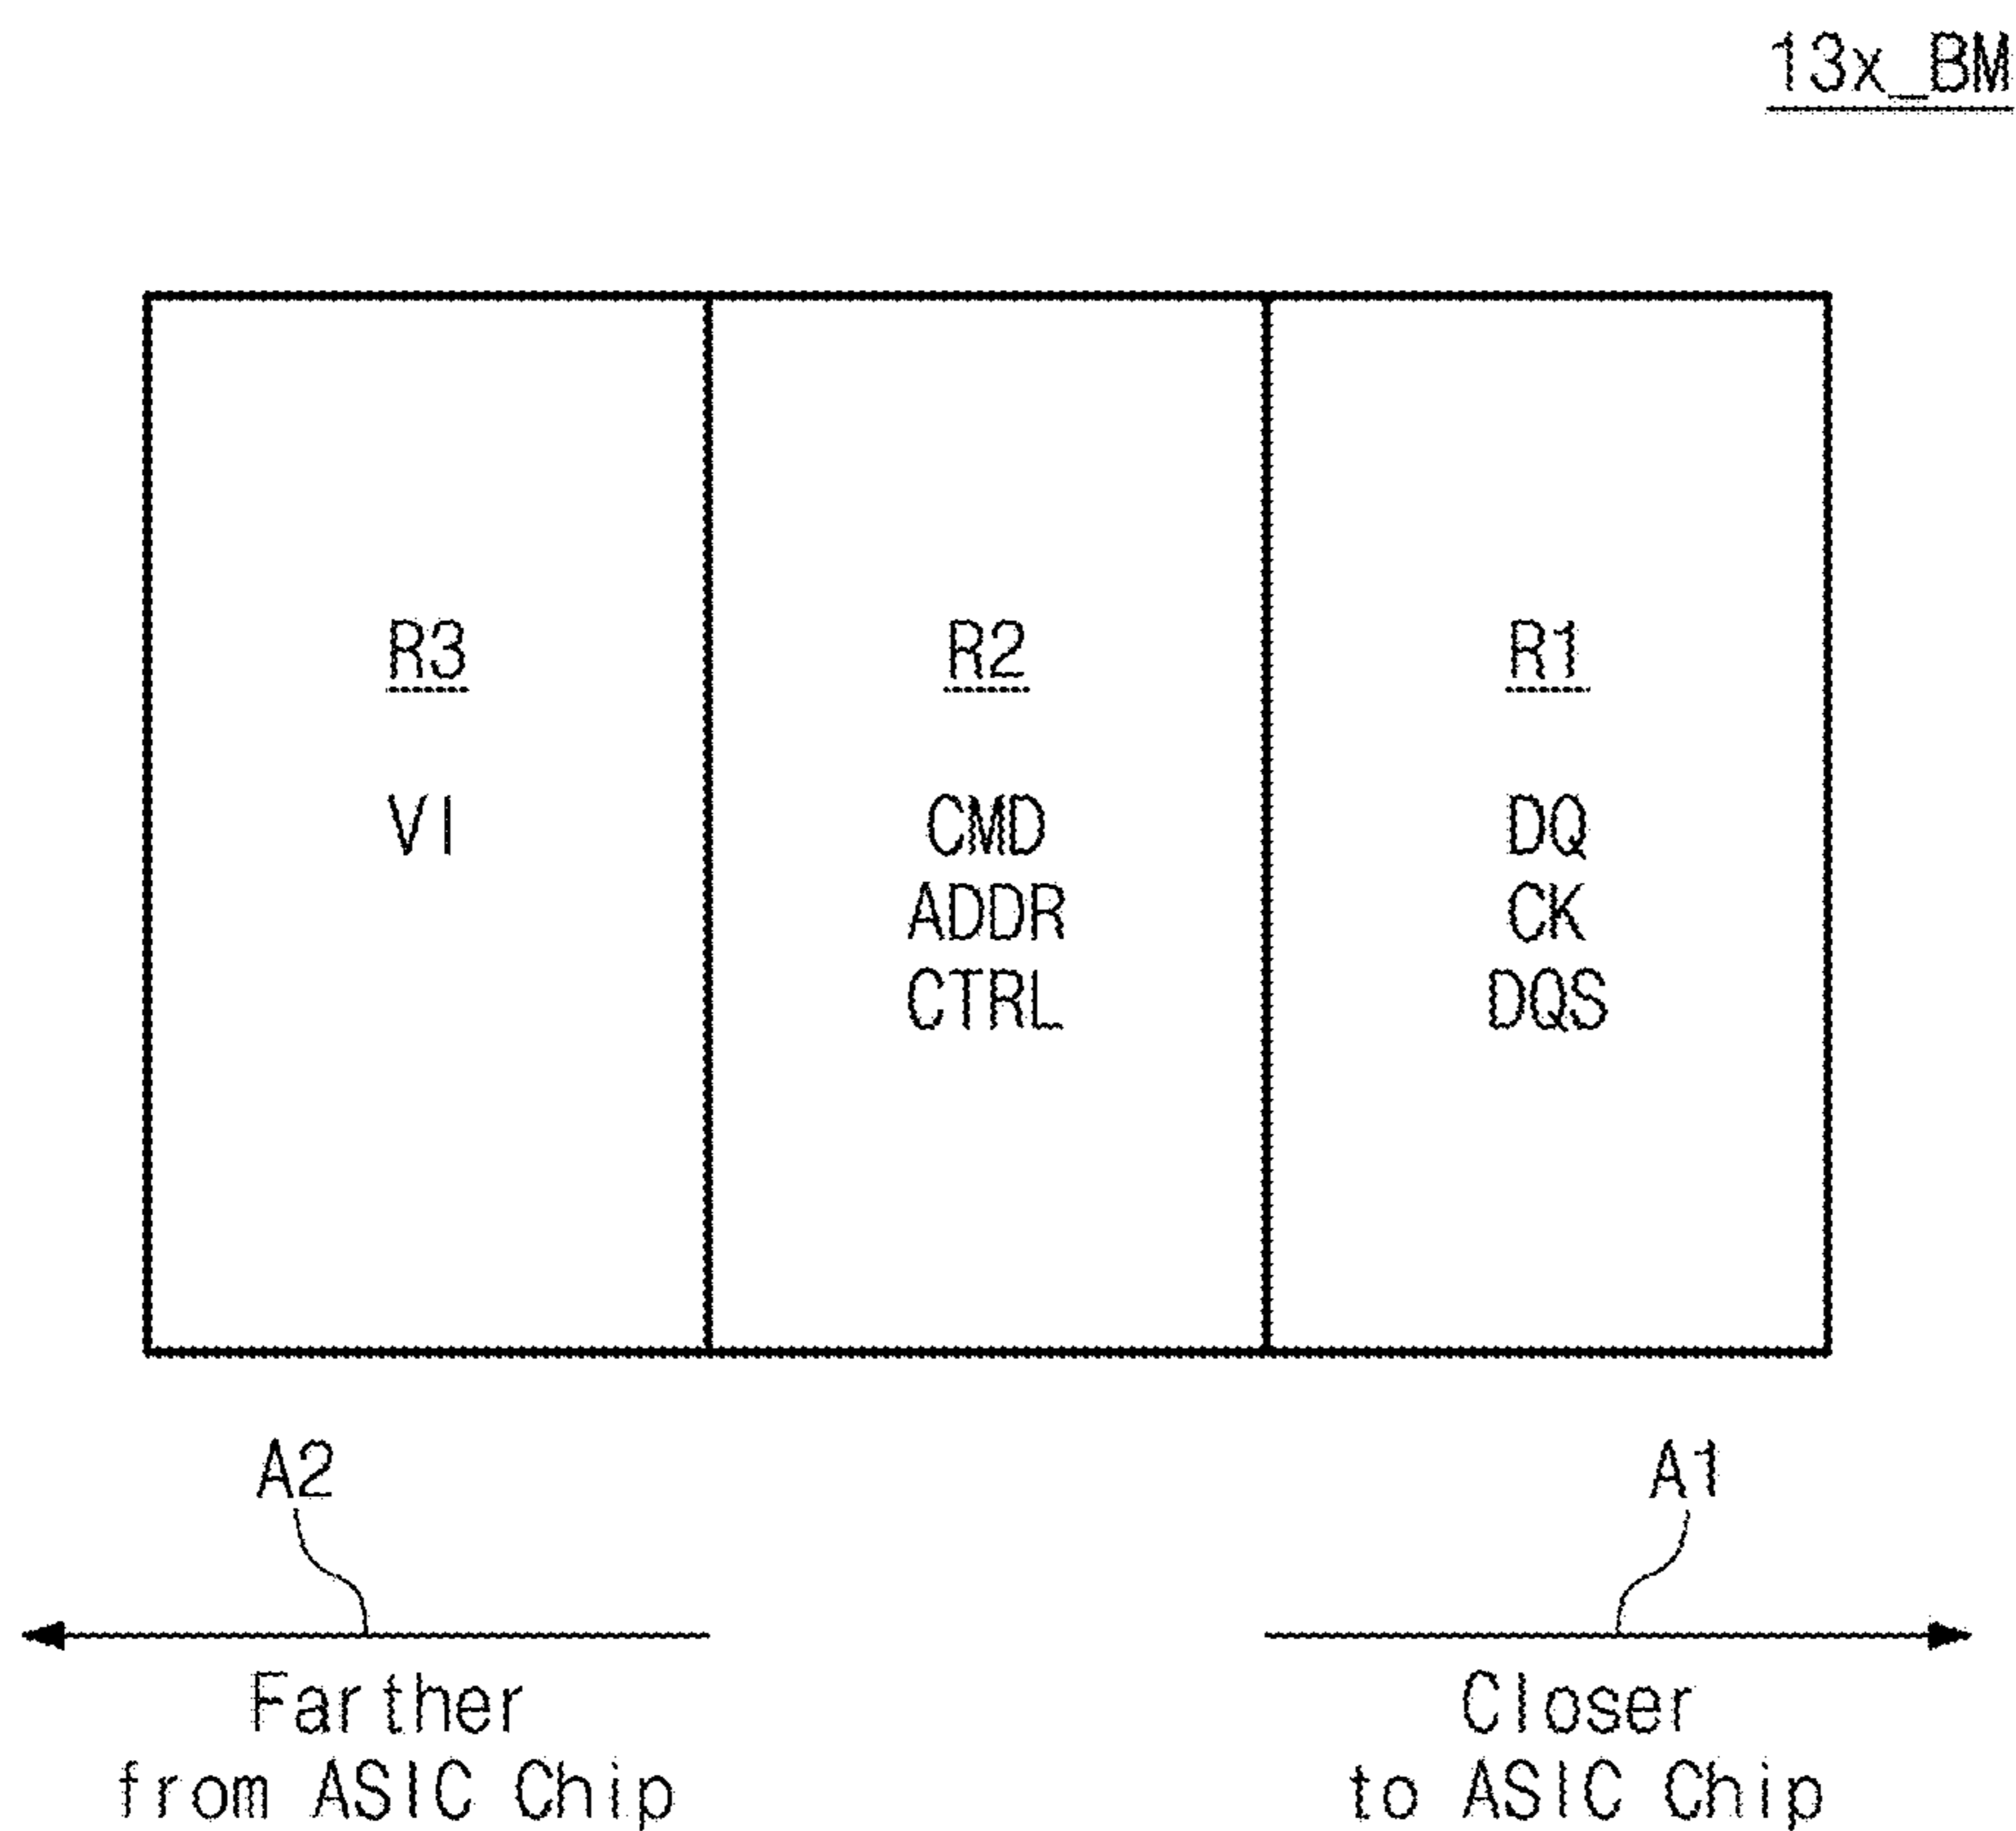 13x_BM
R3
R2
R1
VI
CMD
DQ
ADDR
CK
CTRL
DQS
A2
A1
Farther
from ASIC Chip
Closer
to ASIC Chip